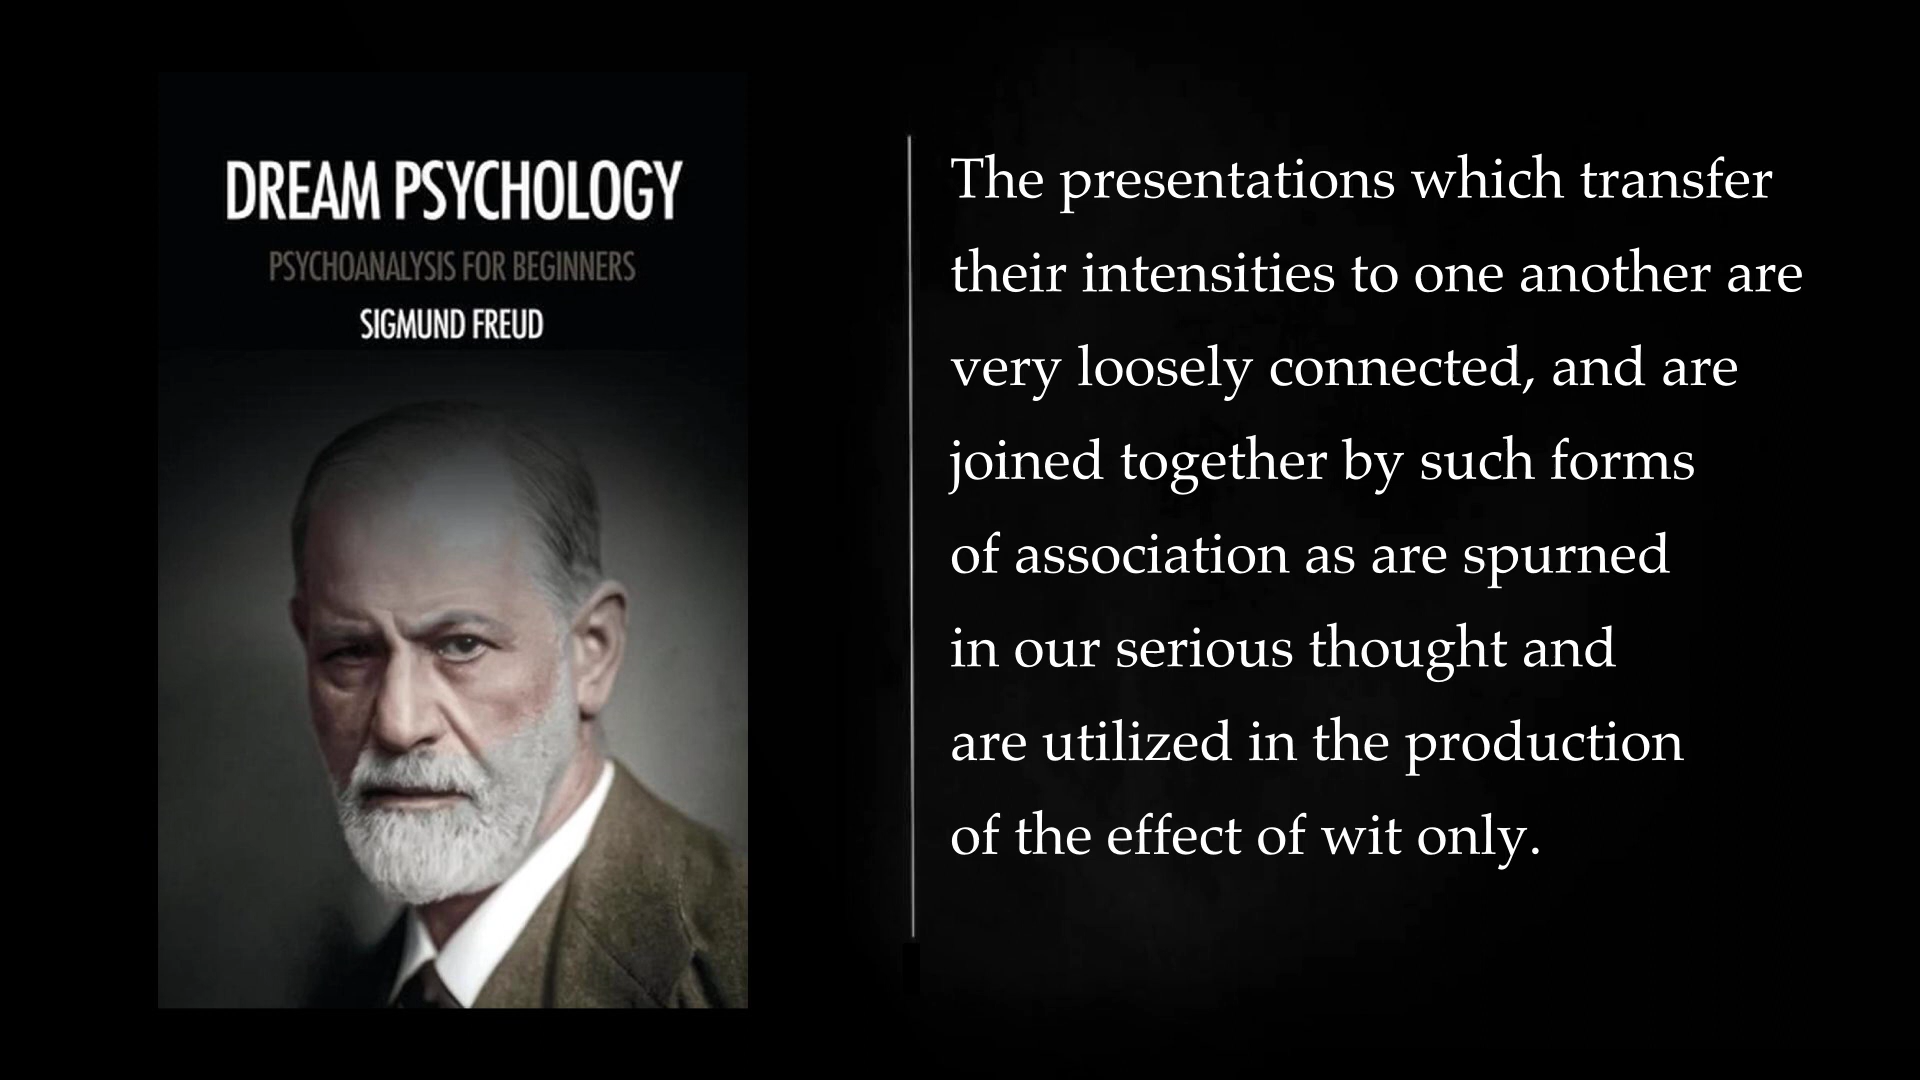 DREAM PSYCHOLOGY
PSYCHOANALYSIS FOR BEGINNERS
SIGMUND FREUD
The presentations which transfer
their intensities to one another are
very loosely connected, and are
joined together by such forms
of association as are spurned
in our serious thought and
are utilized in the production
of the effect of wit only.